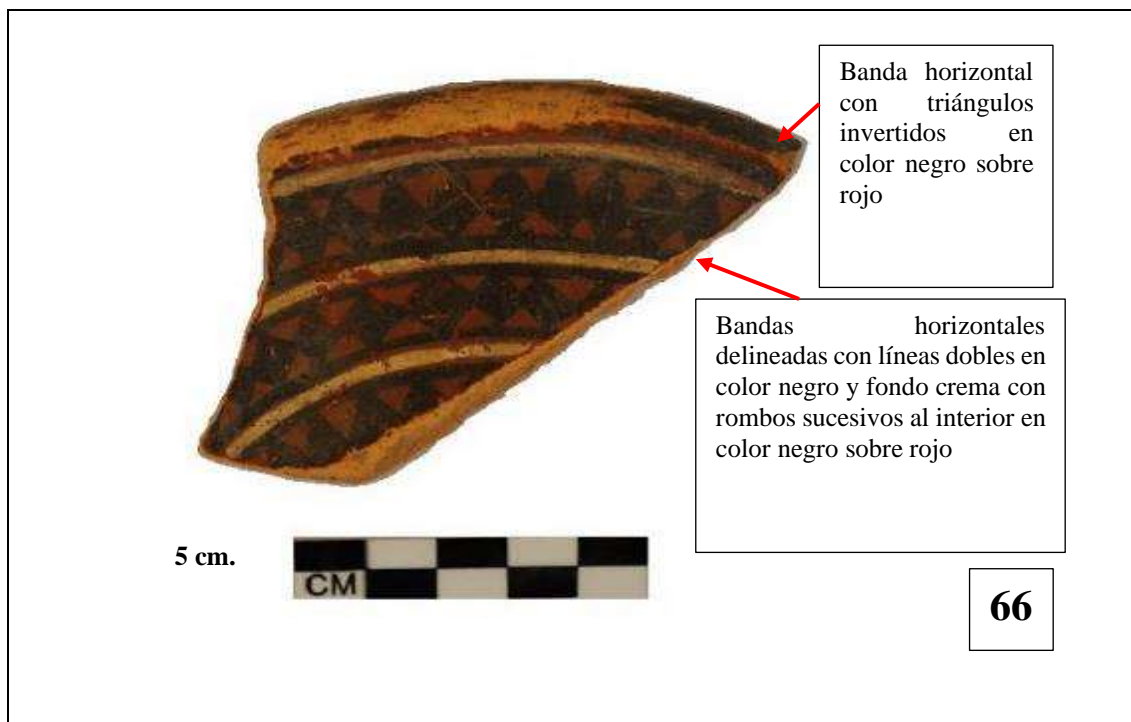 Banda horizontal
con triángulos
invertidos en
color negro sobre
rojo
Bandas horizontales
delineadas con líneas dobles en
color negro y fondo crema con
rombos sucesivos al interior en
color negro sobre rojo
5 cm.
CM
66